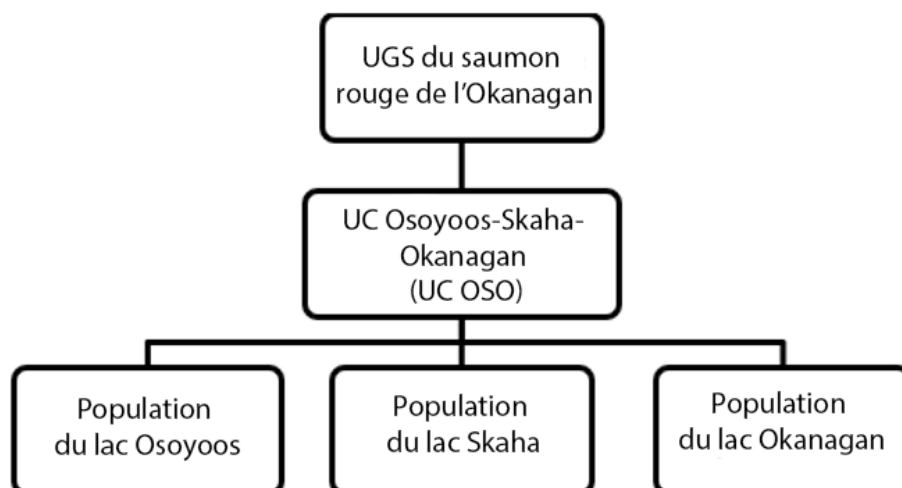 UGS du saumon
rouge de l'Okanagan
UC Osoyoos-Skaha-
Okanagan
(UC OSO)
Population
du lac Osoyoos
Population
du lac Skaha
Population
du lac Okanagan